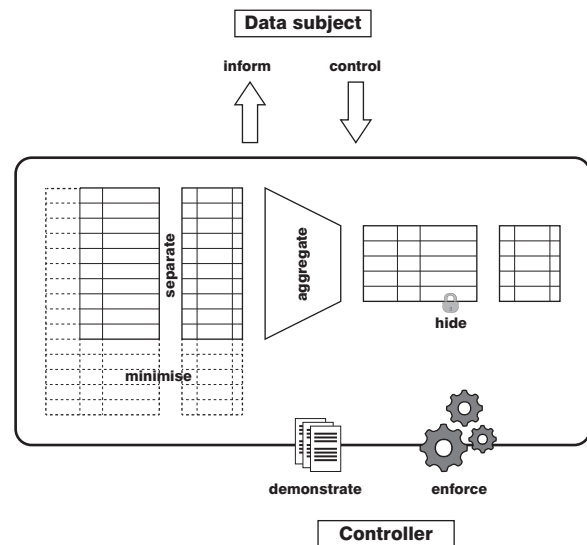 Data subject
inform
control
separate
aggregate
hide
minimise
demonstrate
enforce
Controller